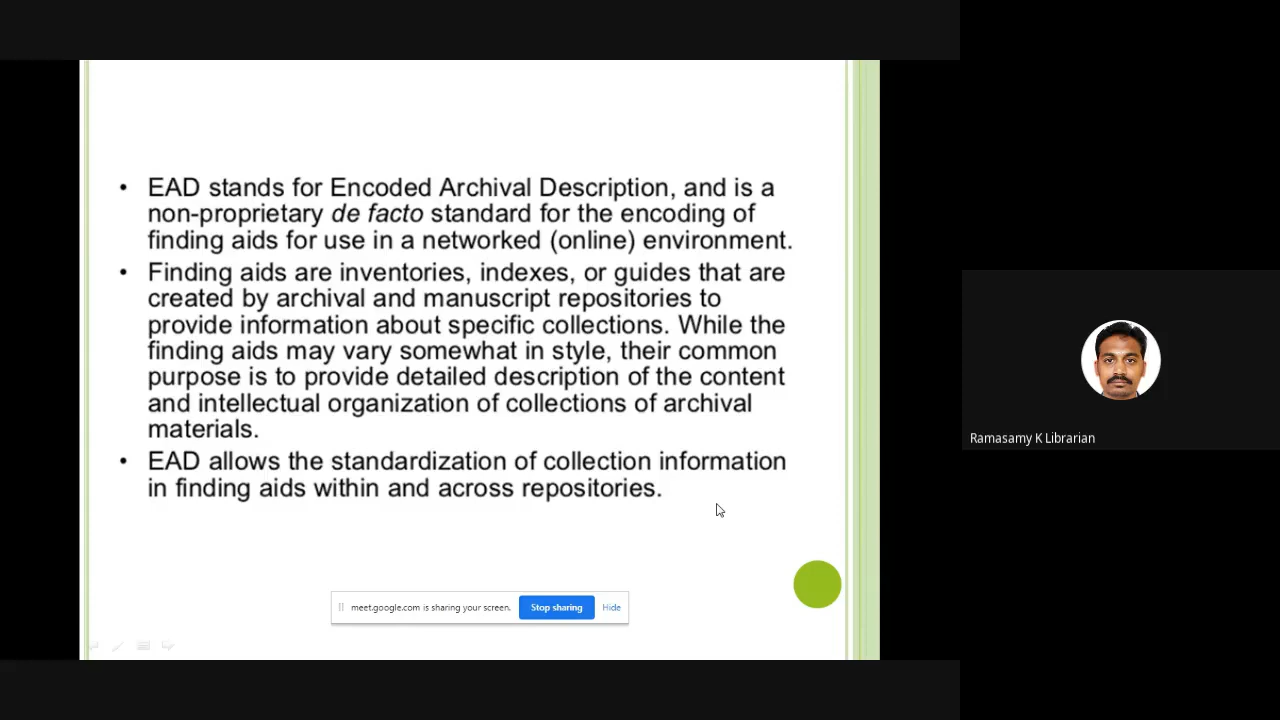 • EAD stands for Encoded Archival Description, and is a
non-proprietary de facto standard for the encoding of
finding aids for use in a networked (online) environment.
• Finding aids are inventories, indexes, or guides that are
created by archival and manuscript repositories to
provide information about specific collections. While the
finding aids may vary somewhat in style, their common
purpose is to provide detailed description of the content
and intellectual organization of collections of archival
materials.
• EAD allows the standardization of collection information
in finding aids within and across repositories.
meet.google.com is sharing your screen. Stop sharing Hide
Ramasamy K Librarian